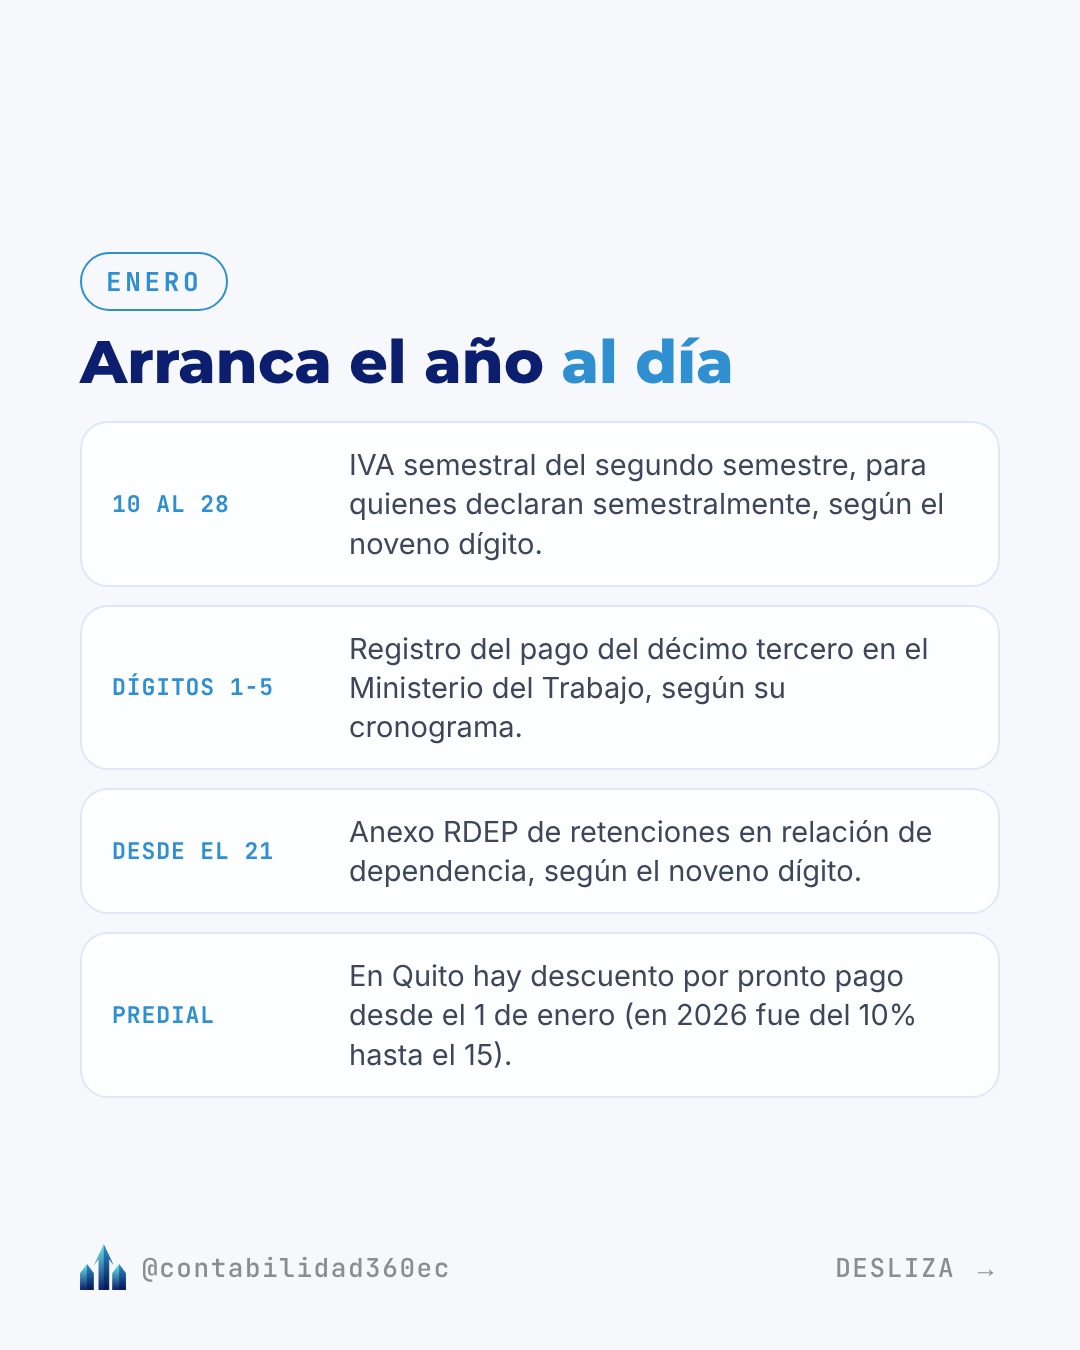 ENERO
Arranca el año al día
10 AL 28
IVA semestral del segundo semestre, para
quienes declaran semestralmente, según el
noveno dígito.
DÍGITOS 1-5
Registro del pago del décimo tercero en el
Ministerio del Trabajo, según su
cronograma.
DESDE EL 21
Anexo RDEP de retenciones en relación de
dependencia, según el noveno dígito.
PREDIAL
En Quito hay descuento por pronto pago
desde el 1 de enero (en 2026 fue del 10%
hasta el 15).
@contabilidad360ec
DESLIZA →